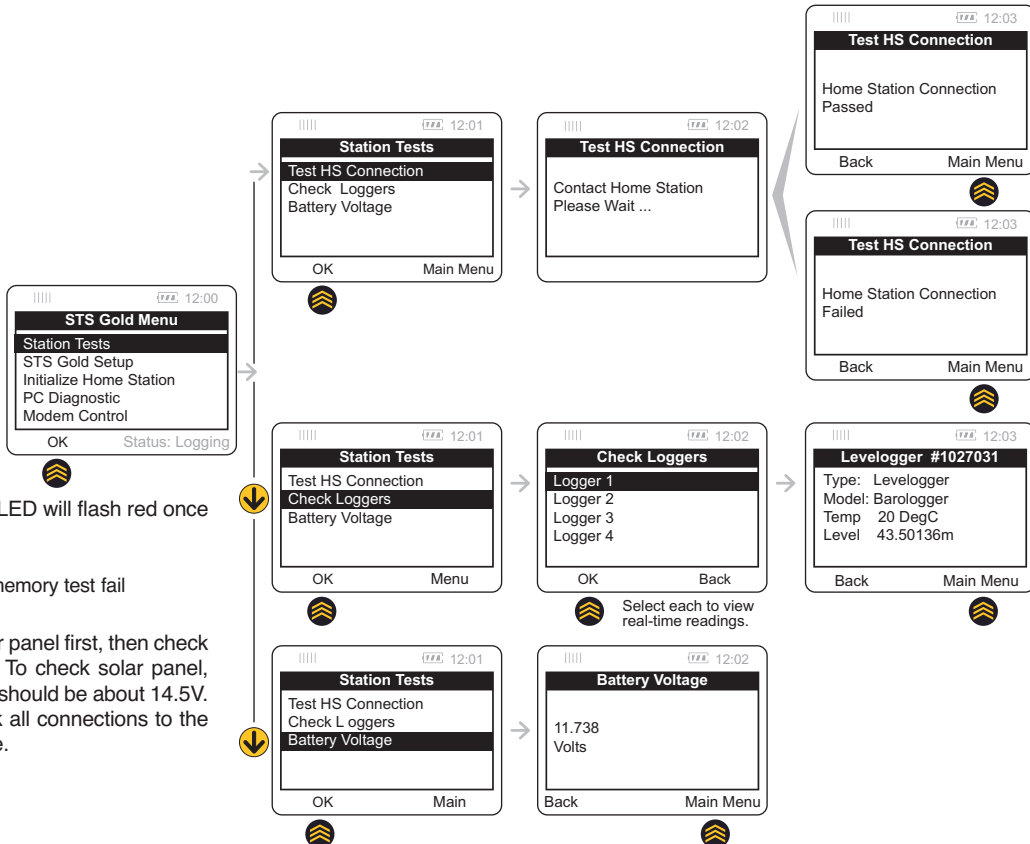 12:00
STS Gold Menu
Station Tests
STS Gold Setup
Initialize Home Station
PC Diagnostic
Modem Control
OK Status: Logging
LED will flash red once
memory test fail
panel first, then check
To check solar panel,
should be about 14.5V.
all connections to the
12:01
Station Tests
Test HS Connection
Check Loggers
Battery Voltage
OK Main Menu
12:02
Test HS Connection
Contact Home Station
Please Wait ...
12:03
Test HS Connection
Home Station Connection
Passed
Back Main Menu
12:03
Test HS Connection
Home Station Connection
Failed
Back Main Menu
12:01
Station Tests
Test HS Connection
Check Loggers
Battery Voltage
OK Menu
12:02
Check Loggers
Logger 1
Logger 2
Logger 3
Logger 4
OK Back
Select each to view
real-time readings.
12:03
Levelogger #1027031
Type: Levelogger
Model: Barologger
Temp 20 DegC
Level 43.50136m
Back Main Menu
12:01
Station Tests
Test HS Connection
Check L oggers
Battery Voltage
OK Main
12:02
Battery Voltage
11.738
Volts
Back Main Menu